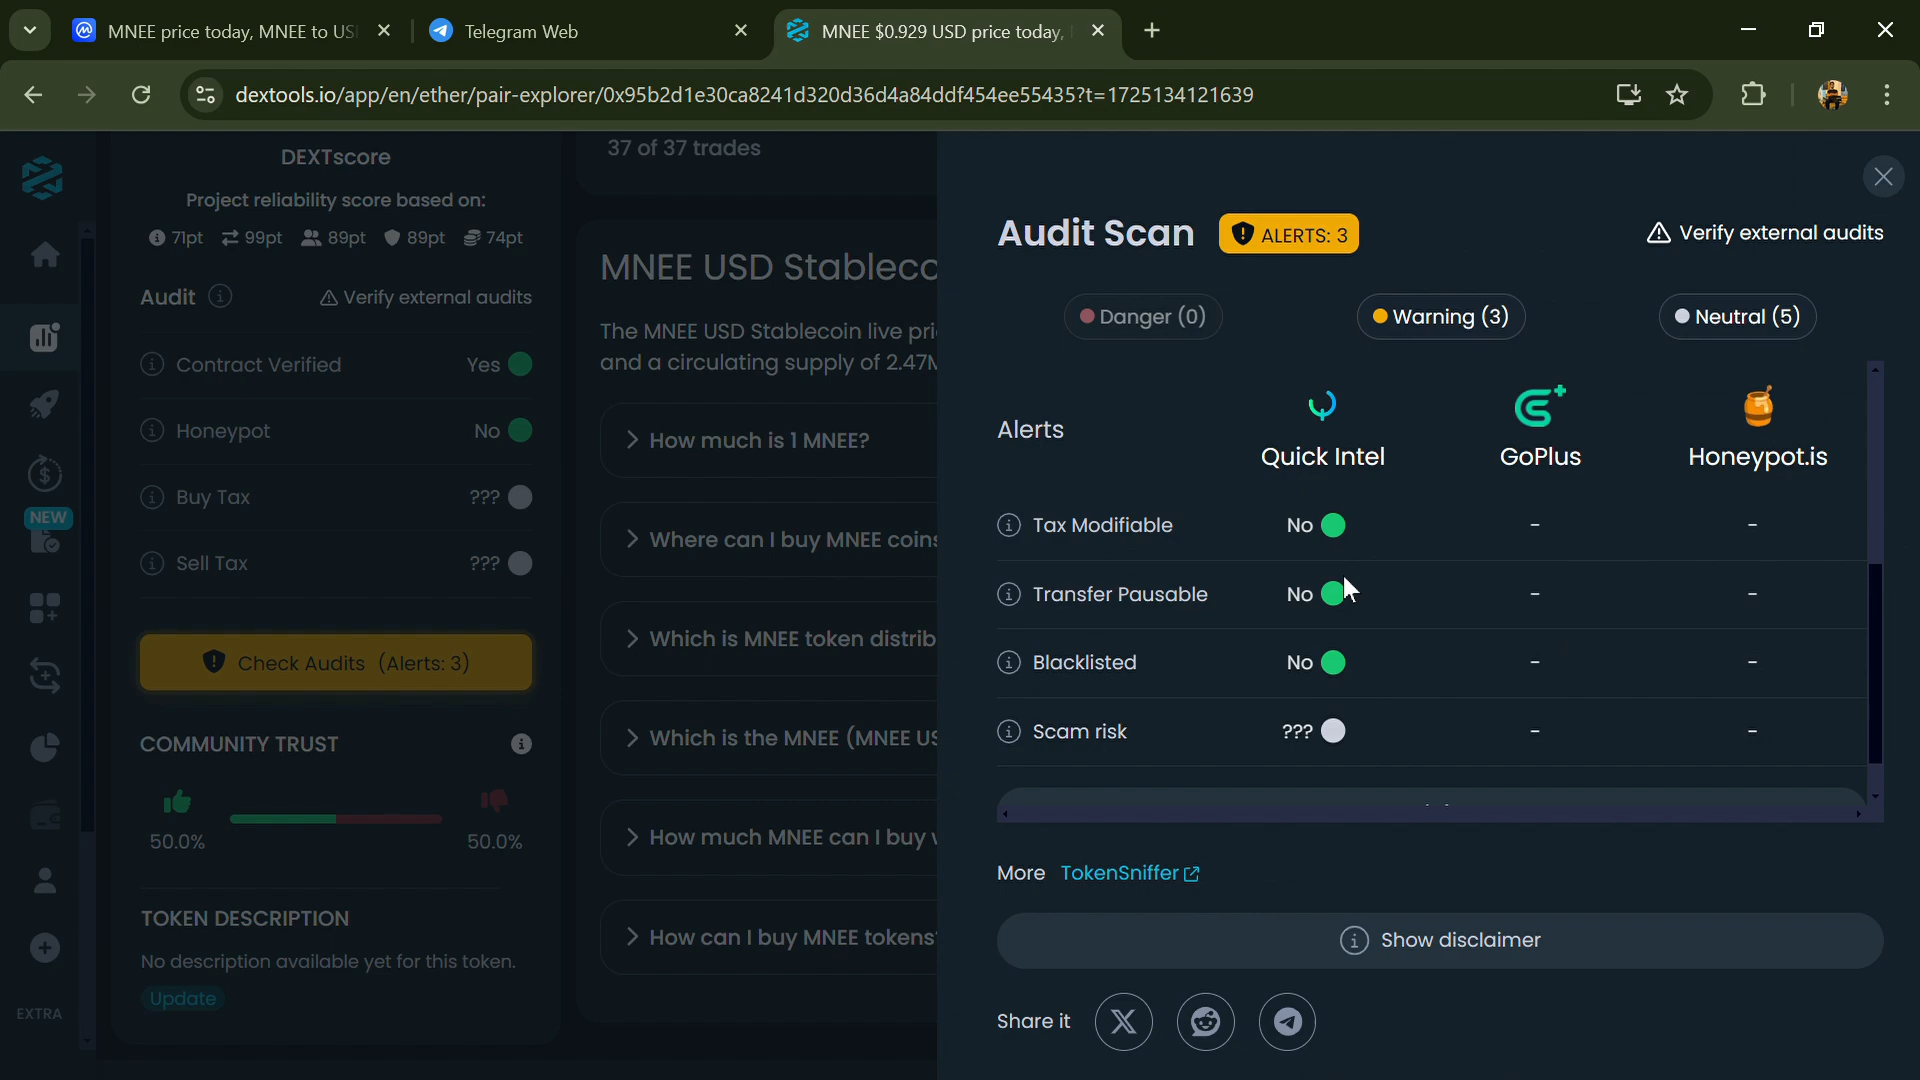 MNEE price today, MNEE to US
Telegram Web
MNEE $0.929 USD price today,
dextools.io/app/en/ether/pair-explorer/0x95b2d1e30ca8241d320d36d4a84ddf454ee55435?t=1725134121639
DEXTscore
Project reliability score based on:
71pt 99pt 89pt 89pt 74pt
Audit Verify external audits
Contract Verified Yes
Honeypot No
Buy Tax ???
Sell Tax ???
Check Audits (Alerts: 3)
COMMUNITY TRUST
50.0% 50.0%
TOKEN DESCRIPTION
No description available yet for this token.
Update
NEW
EXTRA
37 of 37 trades
MNEE USD Stableco
The MNEE USD Stablecoin live pri
and a circulating supply of 2.47M
How much is 1 MNEE?
Where can I buy MNEE coins
Which is MNEE token distrib
Which is the MNEE (MNEE US
How much MNEE can I buy w
How can I buy MNEE tokens?
Audit Scan ALERTS: 3 Verify external audits
Danger (0) Warning (3) Neutral (5)
Alerts Quick Intel GoPlus Honeypot.is
Tax Modifiable No - -
Transfer Pausable No - -
Blacklisted No - -
Scam risk ??? - -
More TokenSniffer
Show disclaimer
Share it